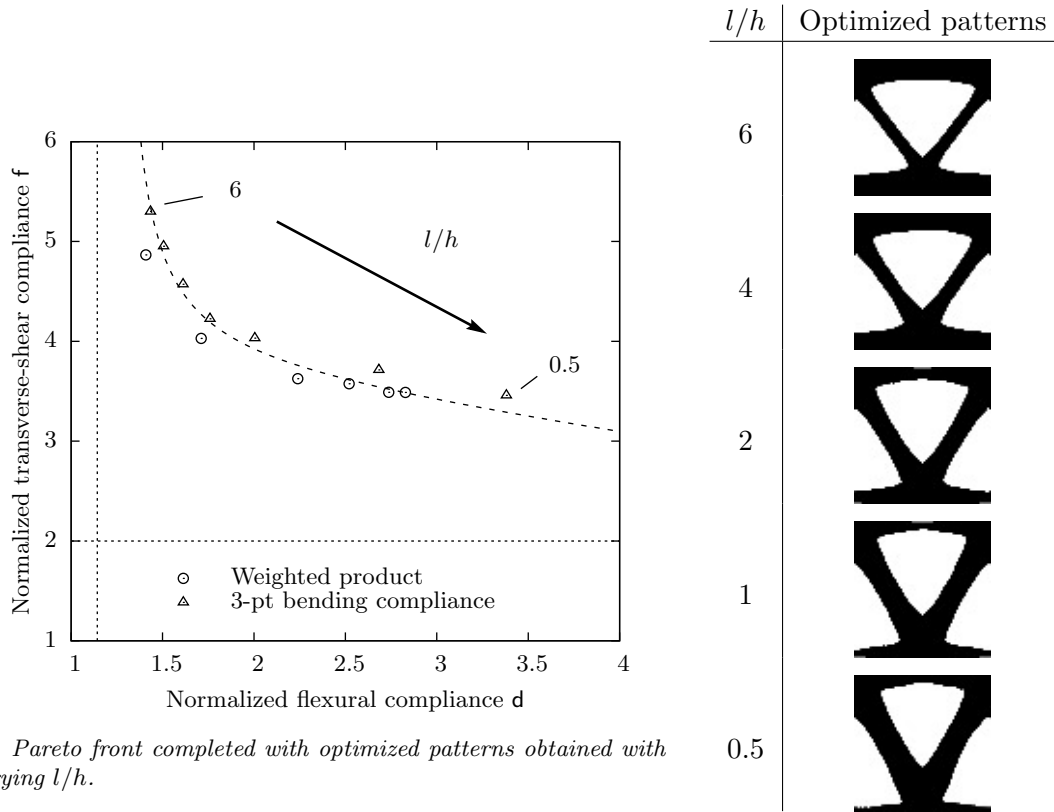 6
5
4
3
2
1
1 1.5 2 2.5 3 3.5 4
Normalized transverse-shear compliance f
Normalized flexural compliance d
6
l/h
0.5
Weighted product
3-pt bending compliance
Pareto front completed with optimized patterns obtained with
rying l/h.
l/h Optimized patterns
6
4
2
1
0.5